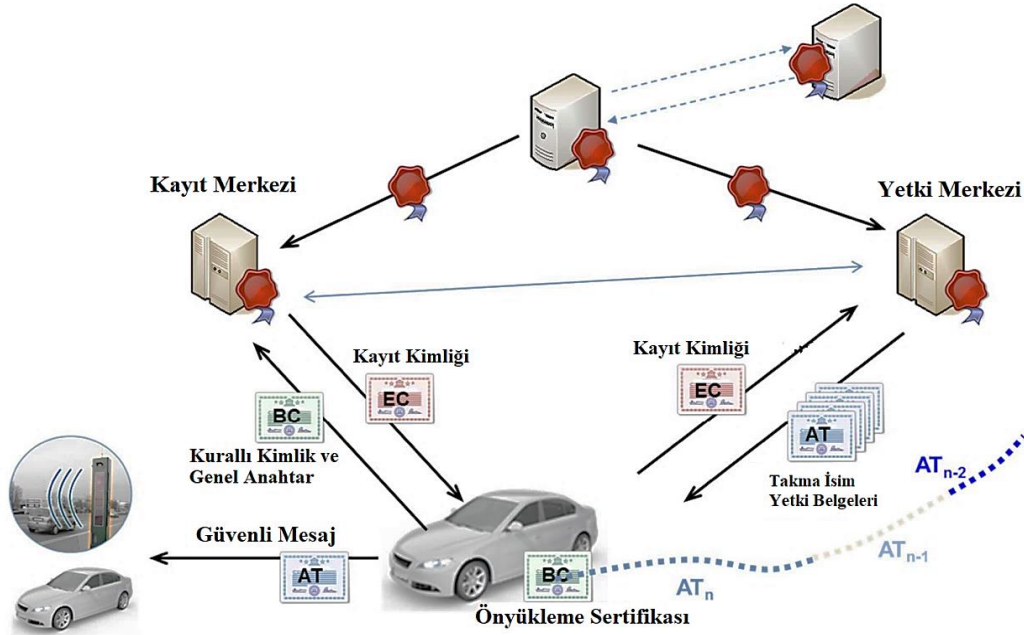 Kayıt Merkezi
Yetki Merkezi
Kayıt Kimliği
EC
Kayıt Kimliği
EC
BC
Kurallı Kimlik ve
Genel Anahtar
AT
Takma İsim
Yetki Belgeleri
Güvenli Mesaj
AT
BC
Önyükleme Sertifikası
ATn
ATn-1
ATn-2